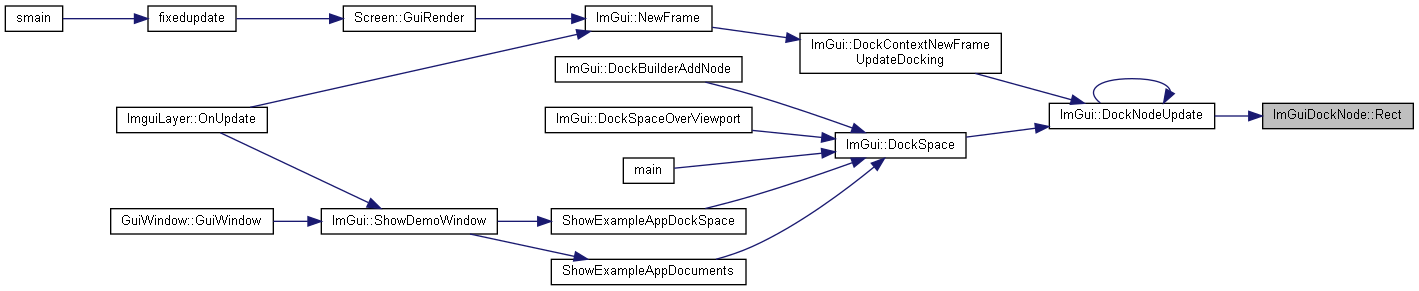 smain
fixedupdate
Screen::GuiRender
ImGui::NewFrame
ImGui::DockContextNewFrame
UpdateDocking
ImGui::DockBuilderAddNode
ImguiLayer::OnUpdate
ImGui::DockSpaceOverViewport
ImGui::DockNodeUpdate
ImGuiDockNode::Rect
ImGui::DockSpace
main
GuiWindow::GuiWindow
ImGui::ShowDemoWindow
ShowExampleAppDockSpace
ShowExampleAppDocuments